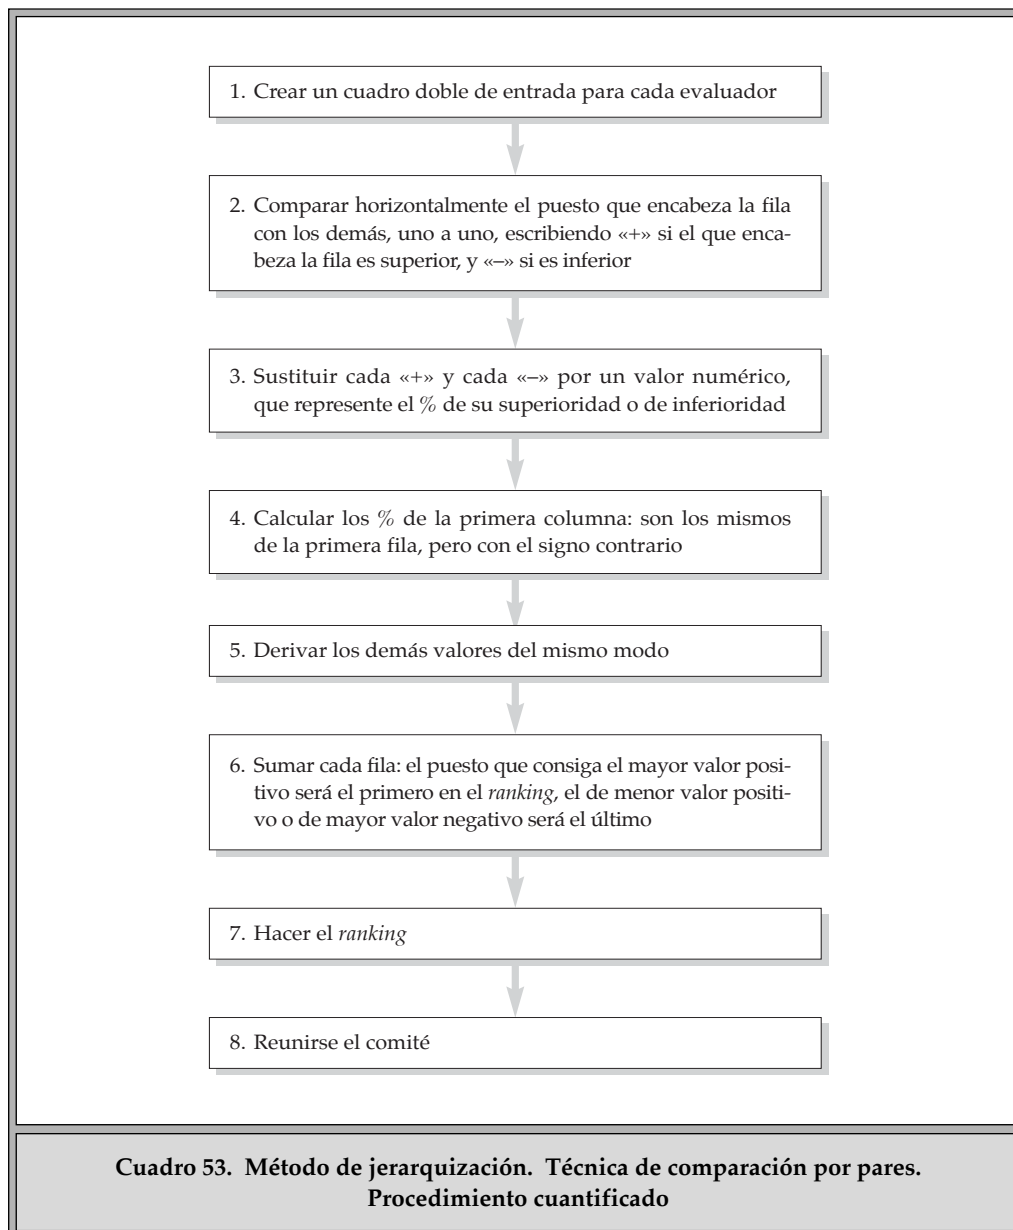 1. Crear un cuadro doble de entrada para cada evaluador
2. Comparar horizontalmente el puesto que encabeza la fila
con los demás, uno a uno, escribiendo «+» si el que enca-
beza la fila es superior, y «–» si es inferior
3. Sustituir cada «+» y cada «–» por un valor numérico,
que represente el % de su superioridad o de inferioridad
4. Calcular los % de la primera columna: son los mismos
de la primera fila, pero con el signo contrario
5. Derivar los demás valores del mismo modo
6. Sumar cada fila: el puesto que consiga el mayor valor posi-
tivo será el primero en el ranking, el de menor valor positi-
vo o de mayor valor negativo será el último
7. Hacer el ranking
8. Reunirse el comité
Cuadro 53. Método de jerarquización. Técnica de comparación por pares.
Procedimiento cuantificado